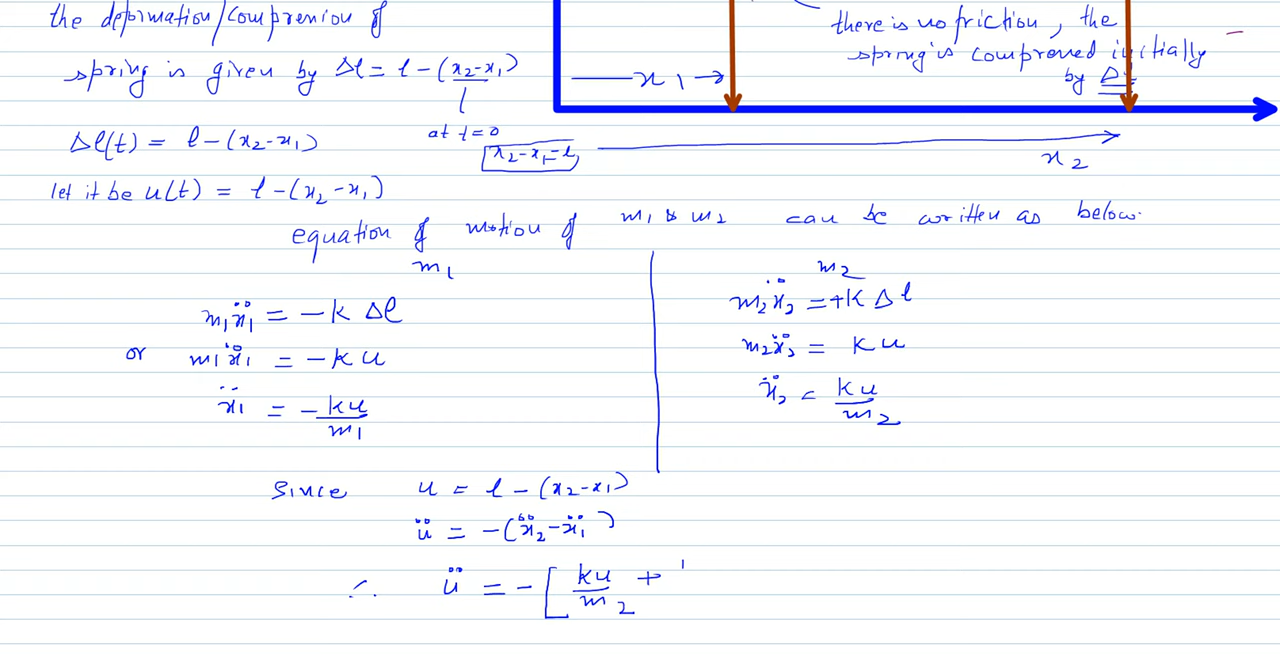 the deformation/comprenion of
spring is given by Δl = l - (x2-x1)
at t=0
x2-x1-l
Δl(t) = l - (x2-x1)
let it be u(t) = l - (x2-x1)
there is no friction, the
spring is comproned initially
by Δ
x1
x2
equation of motion of m1 & m2 can be written as below.
m1
m1ẍ1 = -k Δl
or m1ẍ1 = -ku
ẍ1 = -ku/m1
m2
m2ẍ2 = +k Δl
m2ẍ2 = ku
ẍ2 = ku/m2
Since u = l - (x2-x1)
ü = -(ẍ2-ẍ1)
∴ ü = -[ku/m2 +